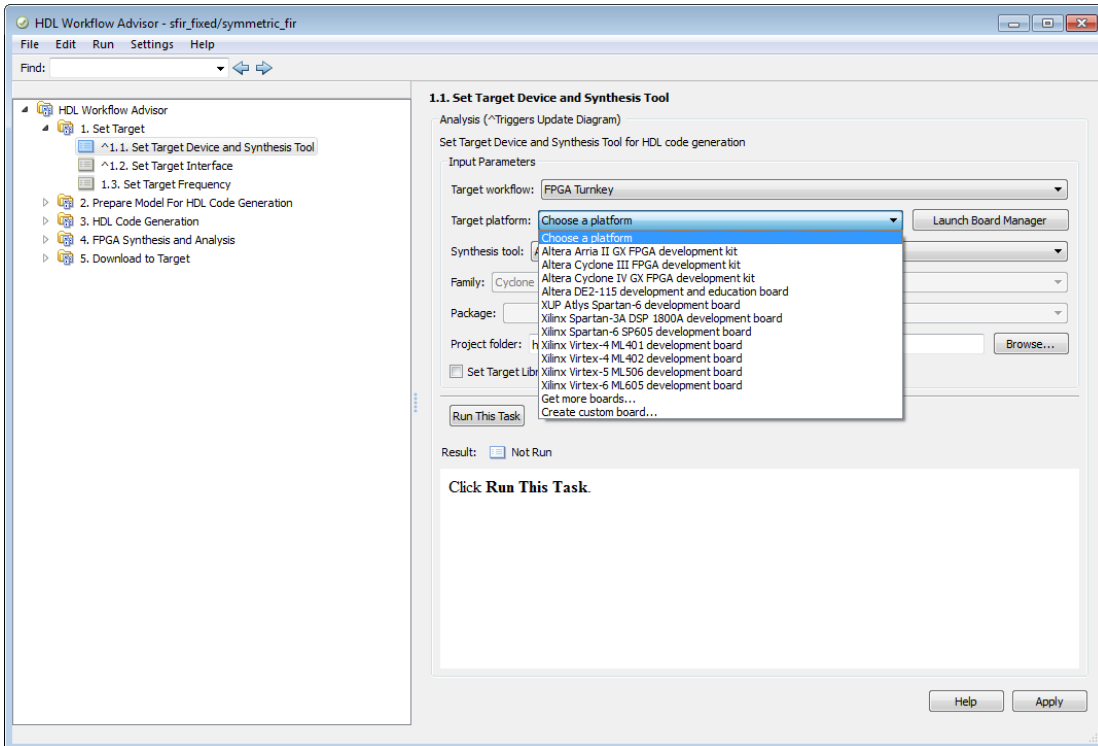 HDL Workflow Advisor - sfir_fixed/symmetric_fir
File Edit Run Settings Help
Find:
HDL Workflow Advisor
1. Set Target
^1.1. Set Target Device and Synthesis Tool
^1.2. Set Target Interface
1.3. Set Target Frequency
2. Prepare Model For HDL Code Generation
3. HDL Code Generation
4. FPGA Synthesis and Analysis
5. Download to Target
1.1. Set Target Device and Synthesis Tool
Analysis (^Triggers Update Diagram)
Set Target Device and Synthesis Tool for HDL code generation
Input Parameters
Target workflow: FPGA Turnkey
Target platform: Choose a platform Launch Board Manager
Choose a platform
Synthesis tool: Altera Arria II GX FPGA development kit
Altera Cyclone III FPGA development kit
Family: Cyclone Altera Cyclone IV GX FPGA development kit
Altera DE2-115 development and education board
XUP Atlys Spartan-6 development board
Package: Xilinx Spartan-3A DSP 1800A development board
Xilinx Spartan-6 SP605 development board
Project folder: h Xilinx Virtex-4 ML401 development board Browse...
Xilinx Virtex-4 ML402 development board
Set Target Libr Xilinx Virtex-5 ML506 development board
Xilinx Virtex-6 ML605 development board
Get more boards...
Create custom board...
Run This Task
Result: Not Run
Click Run This Task.
Help Apply